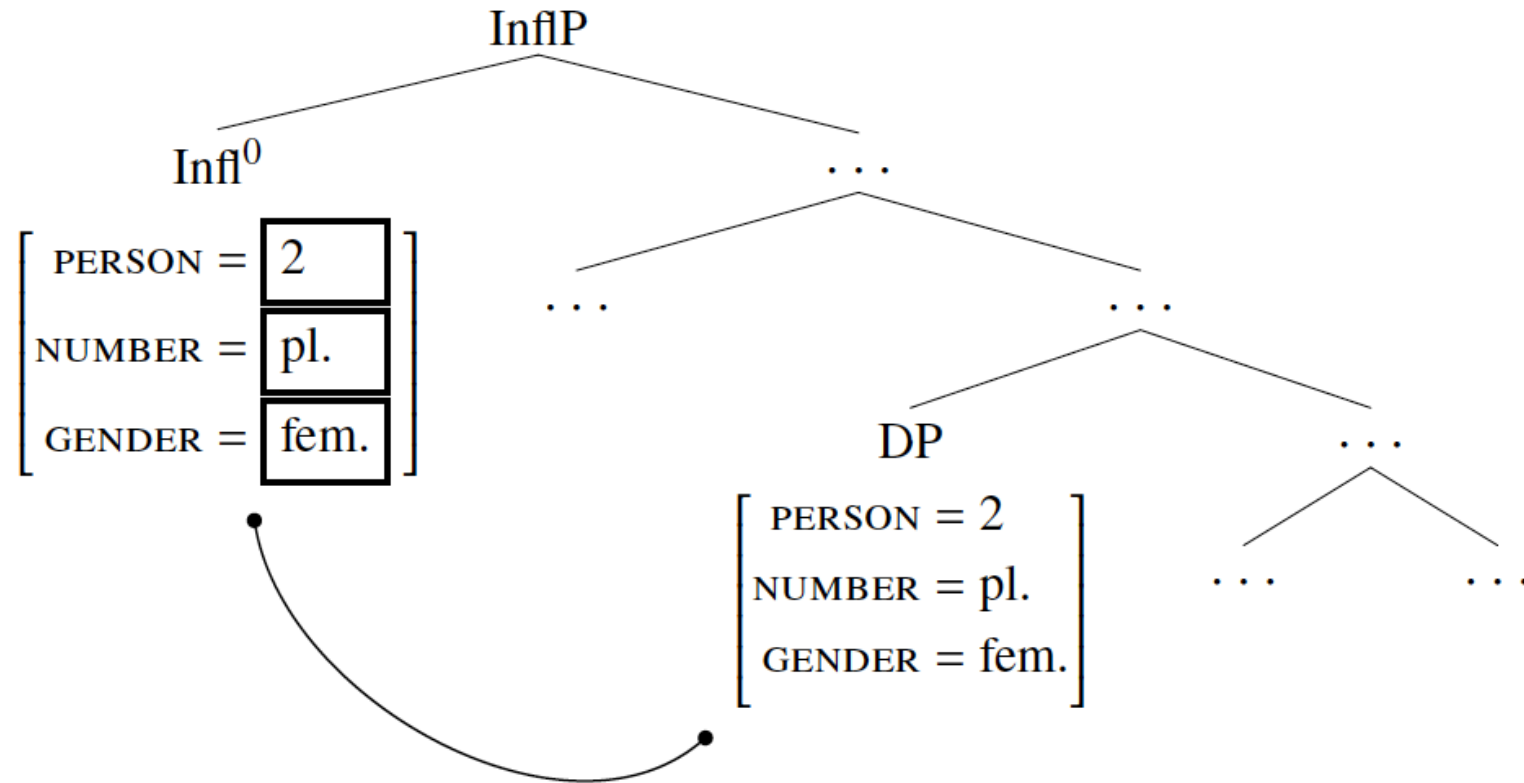 InflP
Infl⁰
. . .
PERSON = 2
NUMBER = pl.
GENDER = fem.
. . .
. . .
DP
. . .
PERSON = 2
NUMBER = pl.
GENDER = fem.
. . .
. . .